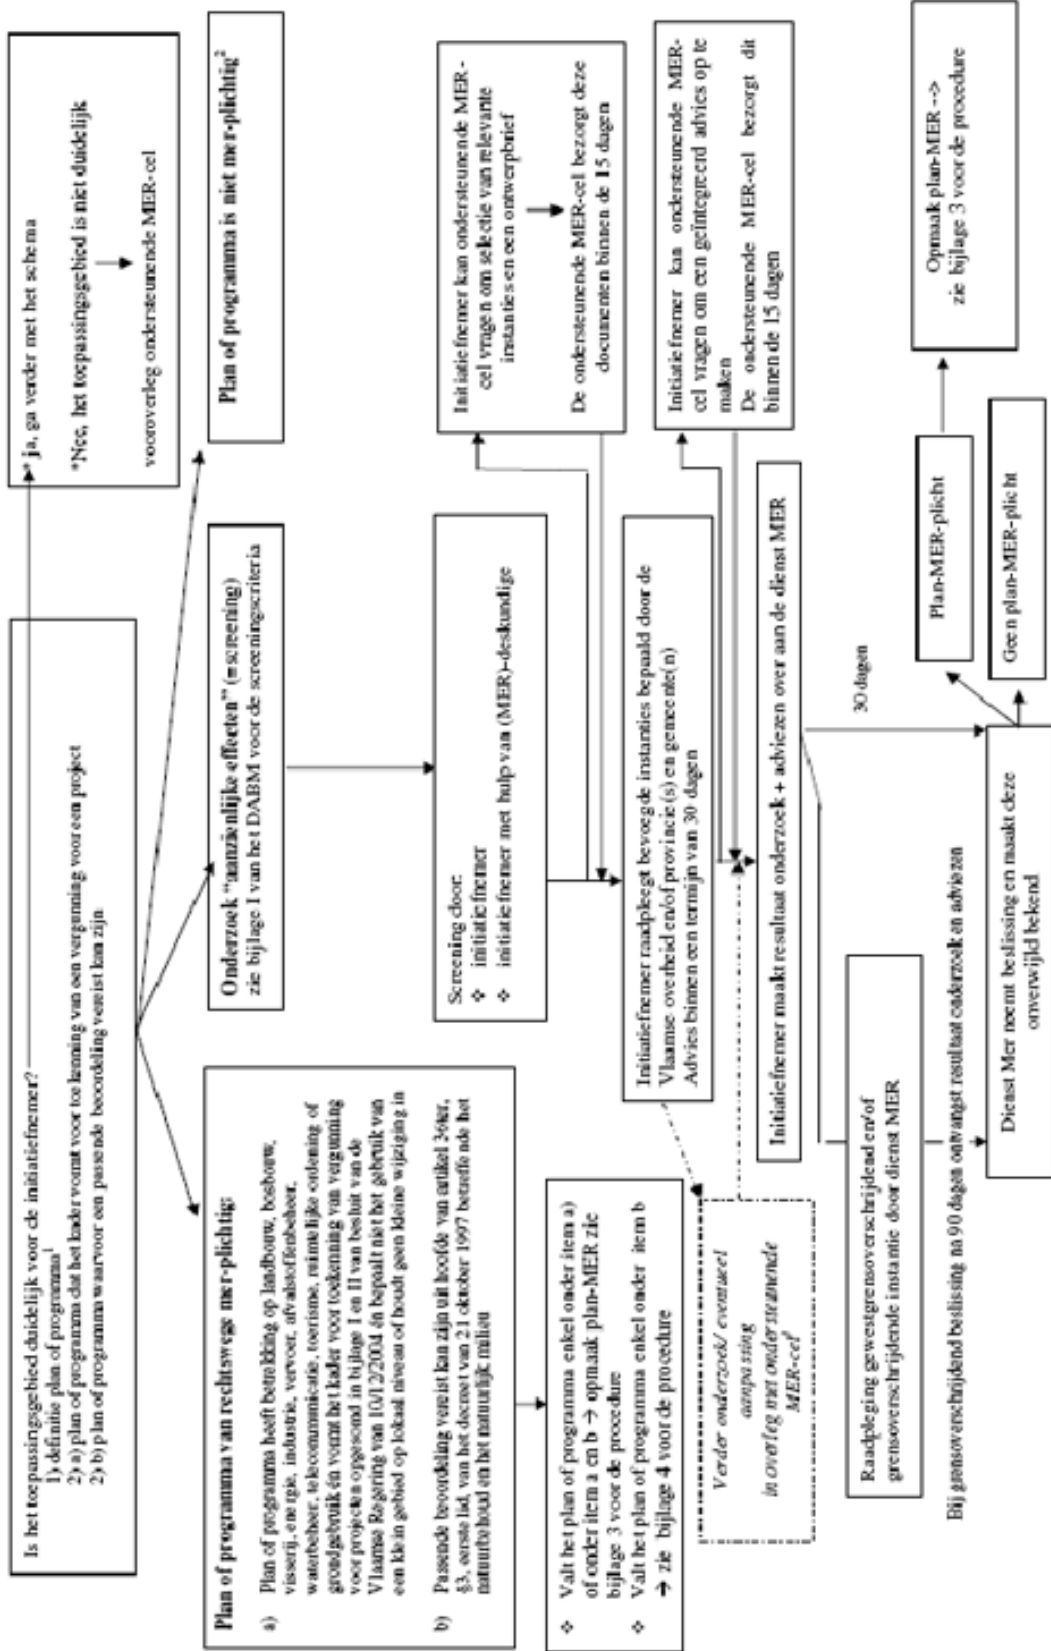 Is het toepassingsgebied duidelijk voor de initiatiefnemer?
1) definitie plan of programma¹
2) a) plan of programma dat het kader vormt voor toekenning van een vergunning voor een project
2) b) plan of programma waarvoor een passende beoordeling vereist kan zijn
* ja, ga verder met het schema
*Nee, het toepassingsgebied is niet duidelijk
vooroverleg ondersteunende MER-cel
Plan of programma van rechtswege mer-plichtig:
a) Plan of programma heeft betrekking op landbouw, bosbouw,
visserij, energie, industrie, vervoer, afvalstoffenbeheer,
waterbeheer, telecommunicatie, toerisme, ruimtelijke ordening of
grondgebruik én vormt het kader voor toekenning van vergunning
voor projecten opgesomd in bijlage I en II van besluit van de
Vlaamse Regering van 10/12/2004 én bepaalt niet het gebruik van
een klein gebied op lokaal niveau of houdt geen kleine wijziging in
b) Passende beoordeling vereist kan zijn uit hoofde van artikel 36ter,
§3, eerste lid, van het decreet van 21 oktober 1997 betreffende het
natuurbehoud en het natuurlijk milieu
Onderzoek “aanzienlijke effecten” (=screening)
zie bijlage I van het DABM voor de screeningscriteria
Plan of programma is niet mer-plichtig²
❖ Valt het plan of programma enkel onder item a)
of onder item a en b → opmaak plan-MER zie
bijlage 3 voor de procedure
❖ Valt het plan of programma enkel onder item b
→ zie bijlage 4 voor de procedure
Screening door:
❖ initiatiefnemer
❖ initiatiefnemer met hulp van (MER)-deskundige
Initiatiefnemer kan ondersteunende MER-
cel vragen om selectie van relevante
instanties en een ontwerpbrief
De ondersteunende MER-cel bezorgt deze
documenten binnen de 15 dagen
Initiatiefnemer raadpleegt bevoegde instanties bepaald door de
Vlaamse overheid en/of provincie(s) en gemeente(n)
Advies binnen een termijn van 30 dagen
Initiatiefnemer kan ondersteunende MER-
cel vragen om een geïntegreerd advies op te
maken
De ondersteunende MER-cel bezorgt dit
binnen de 15 dagen
Verder onderzoek/ eventueel
aanpassing
in overleg met ondersteunende
MER-cel
Initiatiefnemer maakt resultaat onderzoek + adviezen over aan de dienst MER
30 dagen
Raadpleging gewestgrensoverschrijdend en/of
grensoverschrijdende instantie door dienst MER
Bij grensoverschrijdend beslissing na 90 dagen ontvangst resultaat onderzoek en adviezen
Dienst Mer neemt beslissing en maakt deze
onverwijld bekend
Plan-MER-plicht
Geen plan-MER-plicht
Opmaak plan-MER -->
zie bijlage 3 voor de procedure